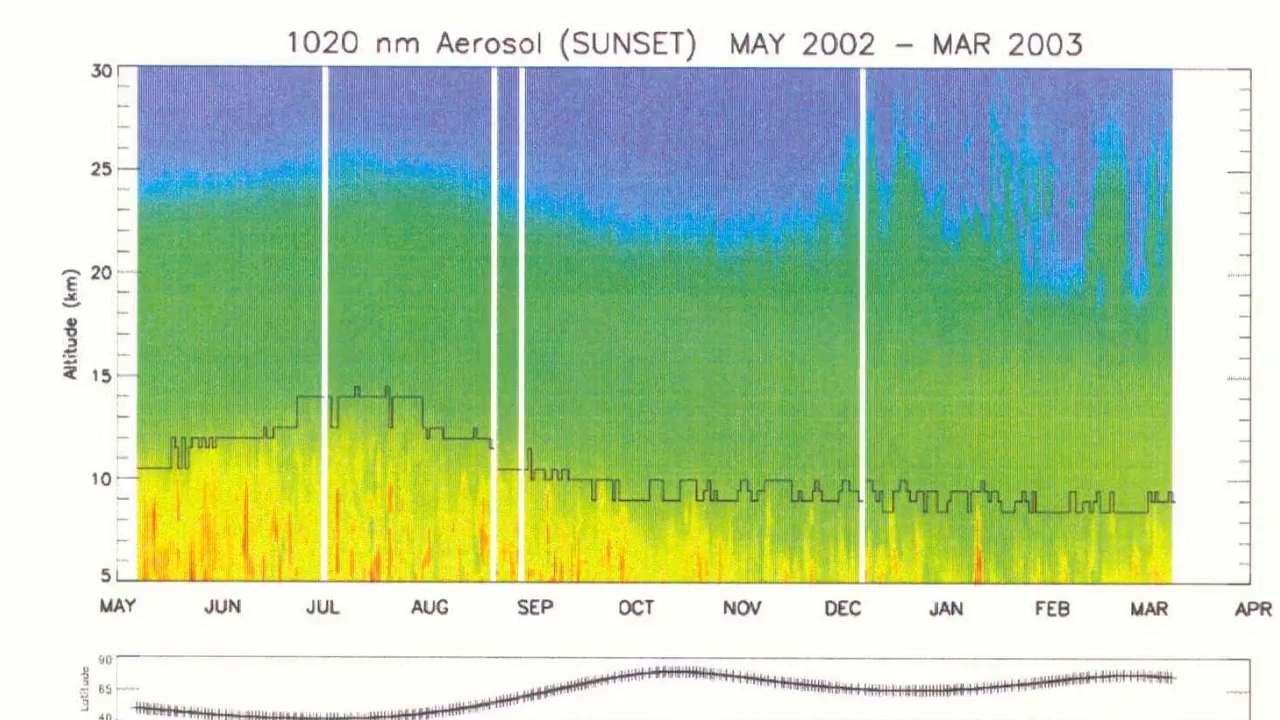 1020 nm Aerosol (SUNSET) MAY 2002 – MAR 2003
30
25
20
15
10
5
Altitude (km)
MAY JUN JUL AUG SEP OCT NOV DEC JAN FEB MAR APR
90
65
40
Latitude